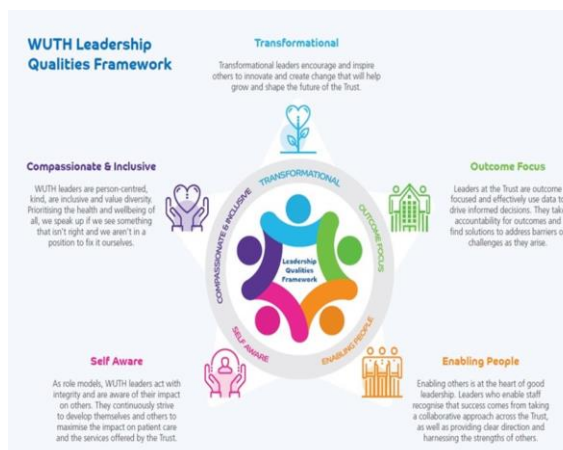 WUTH Leadership
Qualities Framework
Transformational
Transformational leaders encourage and inspire
others to innovate and create change that will help
grow and shape the future of the Trust.
Compassionate & Inclusive
WUTH leaders are person-centred,
kind, are inclusive and value diversity.
Prioritising the health and wellbeing of
all, we speak up if we see something
that isn't right and we aren't in a
position to fix it ourselves.
Outcome Focus
Leaders at the Trust are outcome
focused and effectively use data to
drive informed decisions. They take
accountability for outcomes and
find solutions to address barriers o
challenges as they arise.
TRANSFORMATIONAL
COMPASSIONATE & INCLUSIVE
OUTCOME FOCUS
Leadership
Qualities
Framework
SELF AWARE
ENABLING PEOPLE
Self Aware
As role models, WUTH leaders act with
integrity and are aware of their impact
on others. They continuously strive
to develop themselves and others to
maximise the impact on patient care
and the services offered by the Trust.
Enabling People
Enabling others is at the heart of good
leadership. Leaders who enable staff
recognise that success comes from taking
a collaborative approach across the Trust,
as well as providing clear direction and
harnessing the strengths of others.